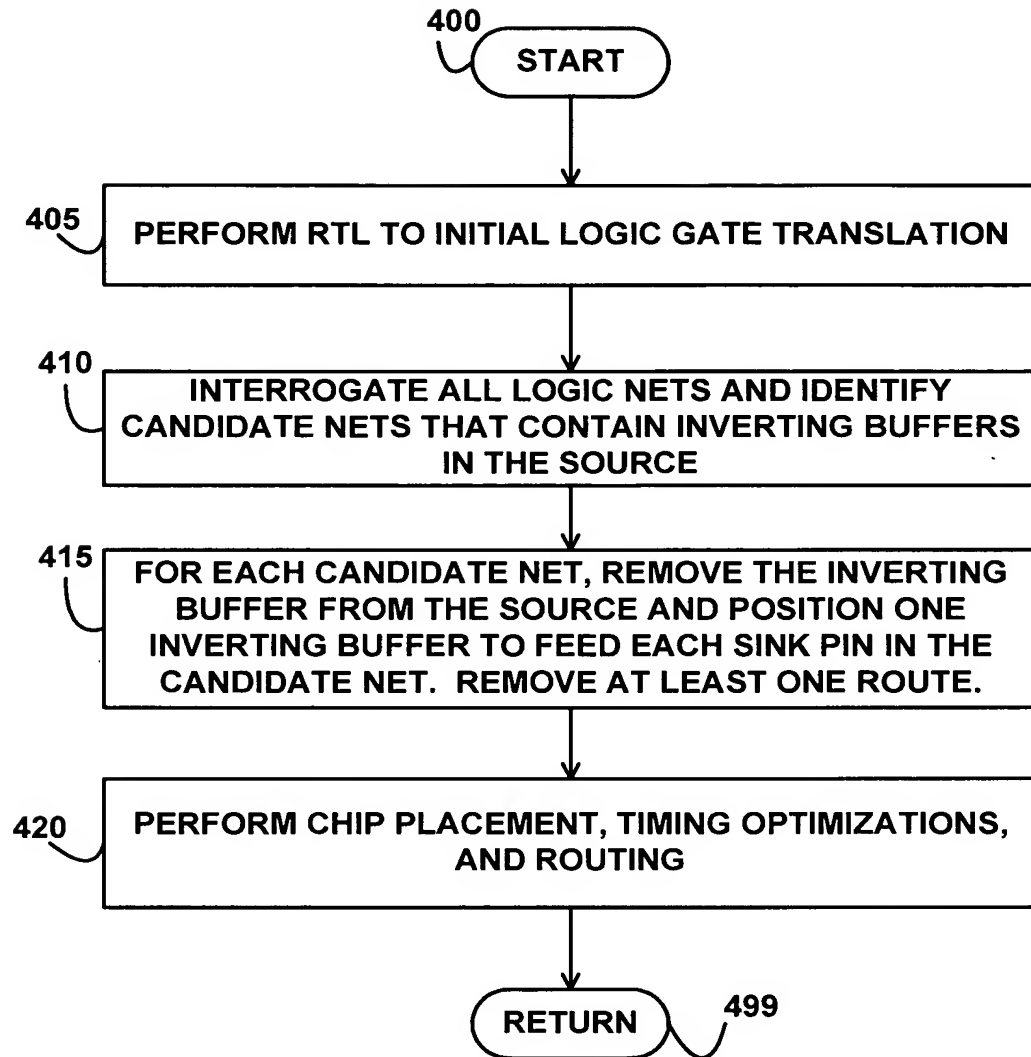 400
START
405
PERFORM RTL TO INITIAL LOGIC GATE TRANSLATION
410
INTERROGATE ALL LOGIC NETS AND IDENTIFY
CANDIDATE NETS THAT CONTAIN INVERTING BUFFERS
IN THE SOURCE
415
FOR EACH CANDIDATE NET, REMOVE THE INVERTING
BUFFER FROM THE SOURCE AND POSITION ONE
INVERTING BUFFER TO FEED EACH SINK PIN IN THE
CANDIDATE NET. REMOVE AT LEAST ONE ROUTE.
420
PERFORM CHIP PLACEMENT, TIMING OPTIMIZATIONS,
AND ROUTING
RETURN
499